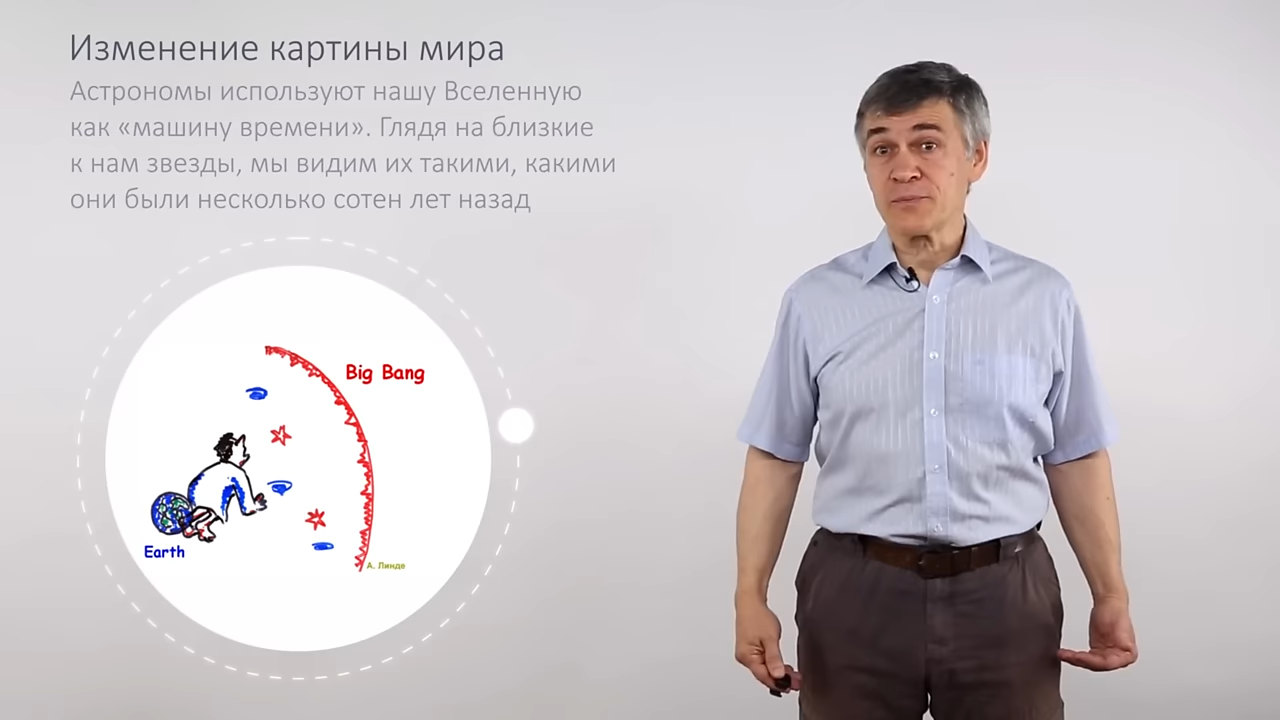 Изменение картины мира
Астрономы используют нашу Вселенную
как «машину времени». Глядя на близкие
к нам звезды, мы видим их такими, какими
они были несколько сотен лет назад
Big Bang
Earth
А. Линде